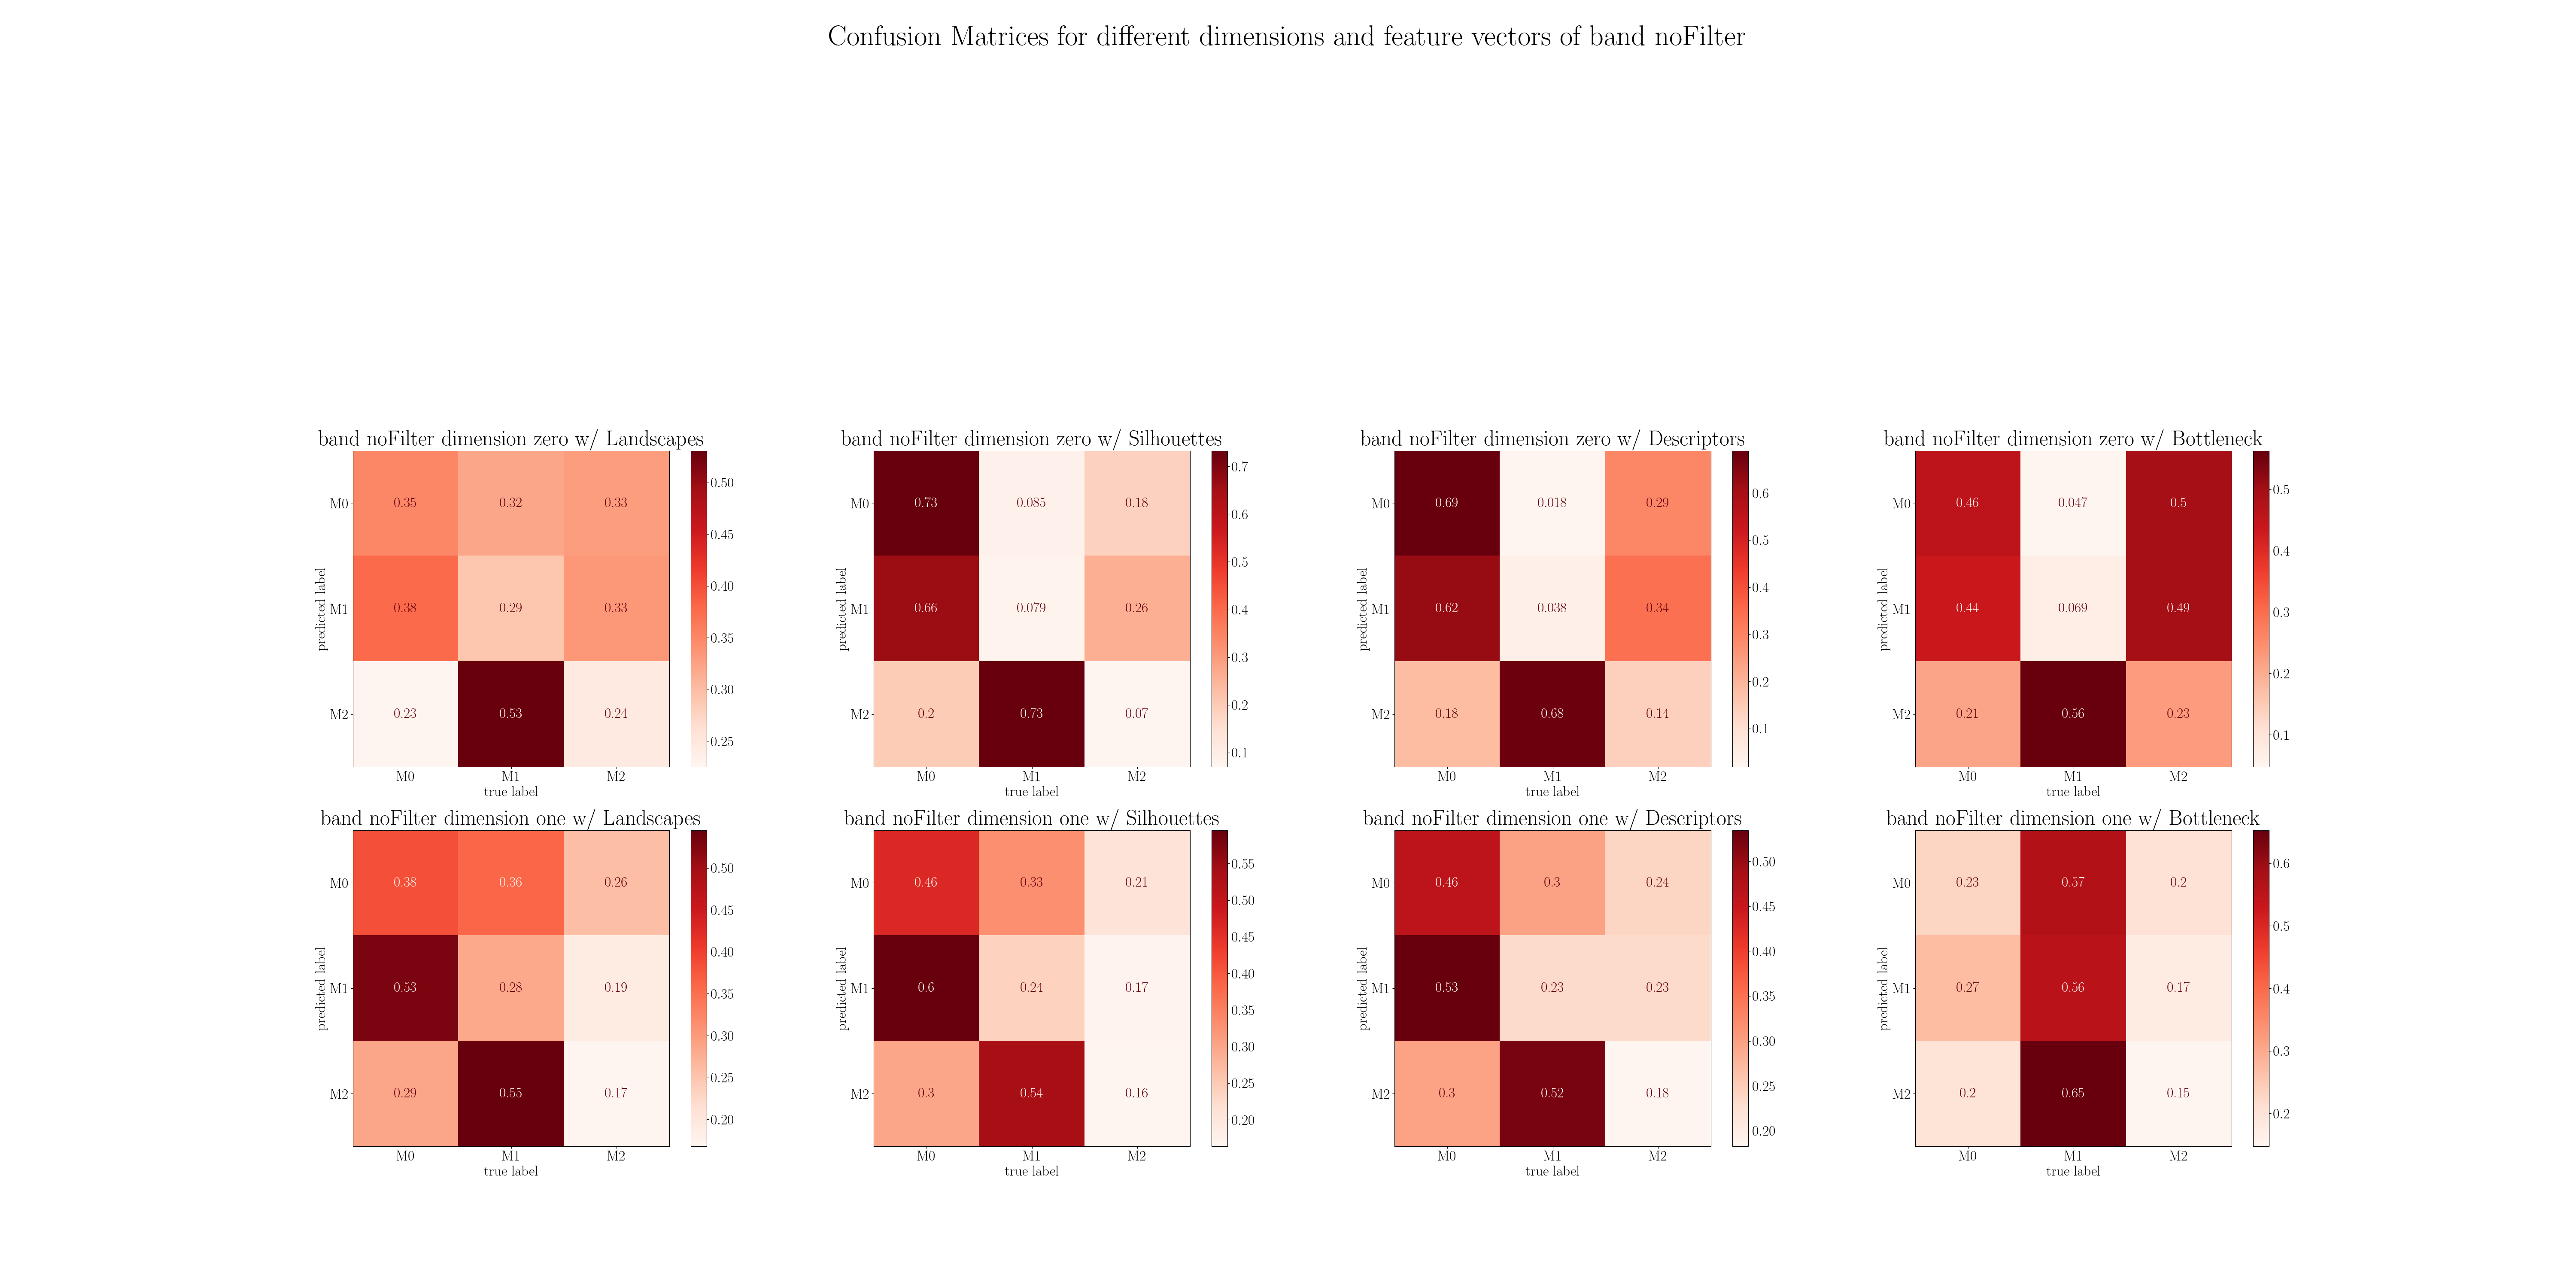 Confusion Matrices for different dimensions and feature vectors of band noFilter
band noFilter dimension zero w/ Landscapes
0.35 0.32 0.33
0.38 0.29 0.33
0.23 0.53 0.24
M0
M1
M2
predicted label
M0 M1 M2
true label
0.50
0.45
0.40
0.35
0.30
0.25
band noFilter dimension zero w/ Silhouettes
0.73 0.085 0.18
0.66 0.079 0.26
0.2 0.73 0.07
M0
M1
M2
predicted label
M0 M1 M2
true label
0.7
0.6
0.5
0.4
0.3
0.2
0.1
band noFilter dimension zero w/ Descriptors
0.69 0.018 0.29
0.62 0.038 0.34
0.18 0.68 0.14
M0
M1
M2
predicted label
M0 M1 M2
true label
0.6
0.5
0.4
0.3
0.2
0.1
band noFilter dimension zero w/ Bottleneck
0.46 0.047 0.5
0.44 0.069 0.49
0.21 0.56 0.23
M0
M1
M2
predicted label
M0 M1 M2
true label
0.5
0.4
0.3
0.2
0.1
band noFilter dimension one w/ Landscapes
0.38 0.36 0.26
0.53 0.28 0.19
0.29 0.55 0.17
M0
M1
M2
predicted label
M0 M1 M2
true label
0.50
0.45
0.40
0.35
0.30
0.25
0.20
band noFilter dimension one w/ Silhouettes
0.46 0.33 0.21
0.6 0.24 0.17
0.3 0.54 0.16
M0
M1
M2
predicted label
M0 M1 M2
true label
0.55
0.50
0.45
0.40
0.35
0.30
0.25
0.20
band noFilter dimension one w/ Descriptors
0.46 0.3 0.24
0.53 0.23 0.23
0.3 0.52 0.18
M0
M1
M2
predicted label
M0 M1 M2
true label
0.50
0.45
0.40
0.35
0.30
0.25
0.20
band noFilter dimension one w/ Bottleneck
0.23 0.57 0.2
0.27 0.56 0.17
0.2 0.65 0.15
M0
M1
M2
predicted label
M0 M1 M2
true label
0.6
0.5
0.4
0.3
0.2